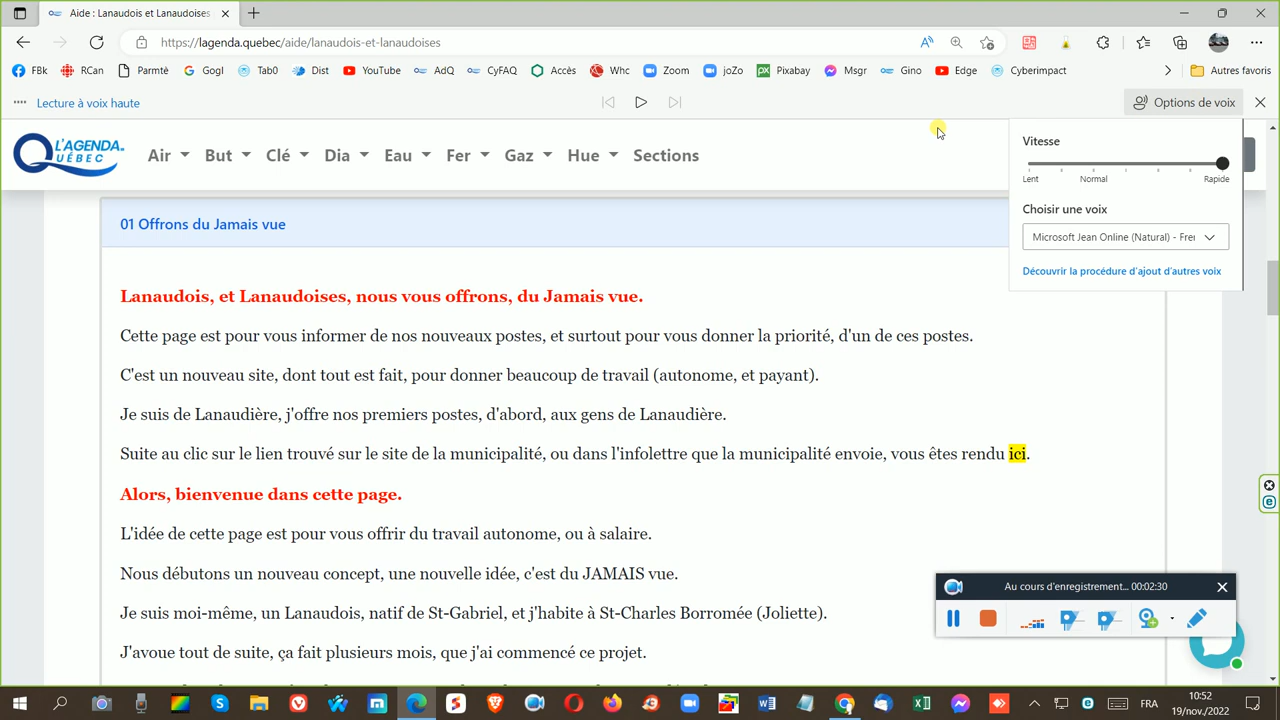 Aide : Lanaudois et Lanaudoises
https://lagenda.quebec/aide/lanaudois-et-lanaudoises
FBk RCan Parmtè Gogl Tab0 Dist YouTube AdQ CyFAQ Accès Whc Zoom joZo Pixabay Msgr Gino Edge Cyberimpact Autres favoris
Lecture à voix haute
Options de voix
L'AGENDA QUÉBEC
Air But Clé Dia Eau Fer Gaz Hue Sections
Vitesse
Lent Normal Rapide
Choisir une voix
Microsoft Jean Online (Natural) - Frei
Découvrir la procédure d'ajout d'autres voix
01 Offrons du Jamais vue
Lanaudois, et Lanaudoises, nous vous offrons, du Jamais vue.
Cette page est pour vous informer de nos nouveaux postes, et surtout pour vous donner la priorité, d'un de ces postes.
C'est un nouveau site, dont tout est fait, pour donner beaucoup de travail (autonome, et payant).
Je suis de Lanaudière, j'offre nos premiers postes, d'abord, aux gens de Lanaudière.
Suite au clic sur le lien trouvé sur le site de la municipalité, ou dans l'infolettre que la municipalité envoie, vous êtes rendu ici.
Alors, bienvenue dans cette page.
L'idée de cette page est pour vous offrir du travail autonome, ou à salaire.
Nous débutons un nouveau concept, une nouvelle idée, c'est du JAMAIS vue.
Je suis moi-même, un Lanaudois, natif de St-Gabriel, et j'habite à St-Charles Borromée (Joliette).
J'avoue tout de suite, ça fait plusieurs mois, que j'ai commencé ce projet.
Au cours d'enregistrement... 00:02:30
FRA
10:52
19/nov./2022